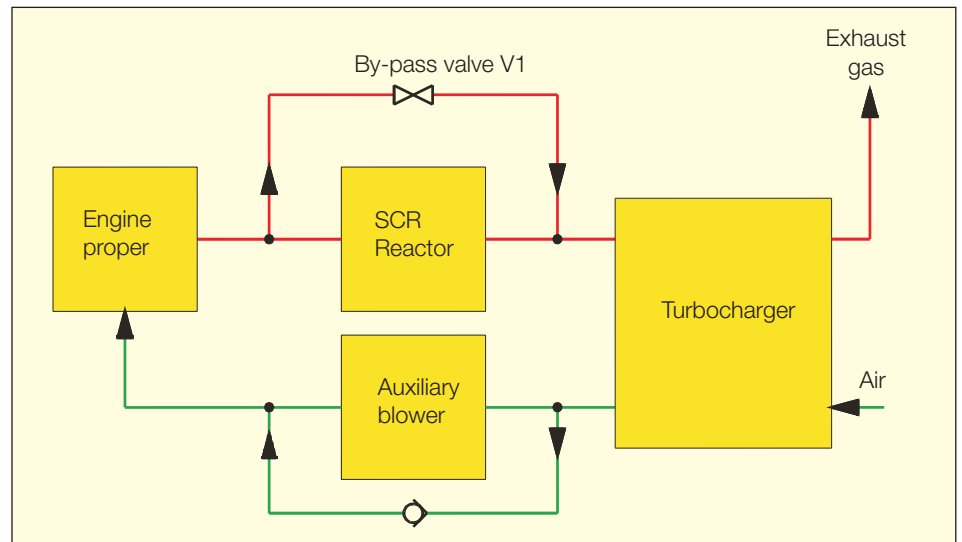 Exhaust
gas
By-pass valve V1
Engine
proper
SCR
Reactor
Turbocharger
Auxiliary
blower
Air